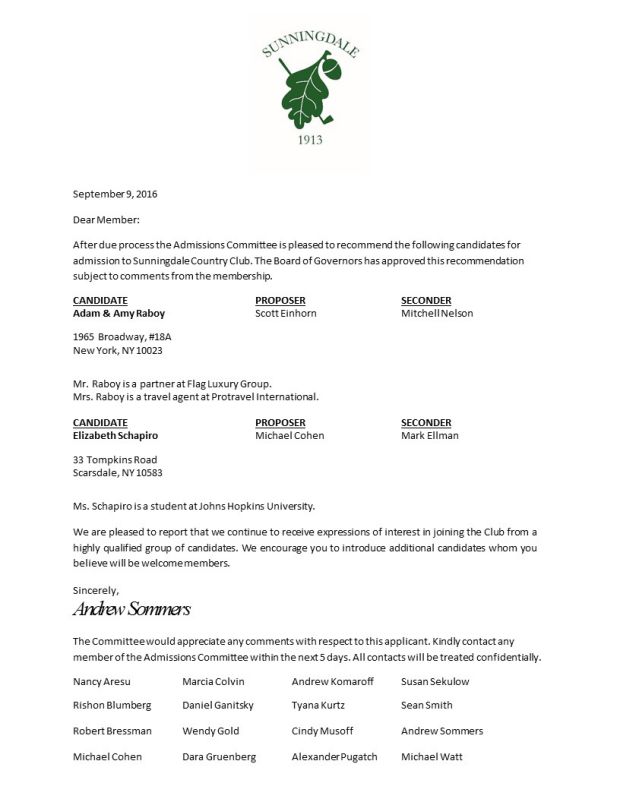 SUNNINGDALE
1913
September 9, 2016
Dear Member:
After due process the Admissions Committee is pleased to recommend the following candidates for
admission to Sunningdale Country Club. The Board of Governors has approved this recommendation
subject to comments from the membership.
CANDIDATE PROPOSER SECONDER
Adam & Amy Raboy Scott Einhorn Mitchell Nelson
1965 Broadway, #18A
New York, NY 10023
Mr. Raboy is a partner at Flag Luxury Group.
Mrs. Raboy is a travel agent at Protravel International.
CANDIDATE PROPOSER SECONDER
Elizabeth Schapiro Michael Cohen Mark Ellman
33 Tompkins Road
Scarsdale, NY 10583
Ms. Schapiro is a student at Johns Hopkins University.
We are pleased to report that we continue to receive expressions of interest in joining the Club from a
highly qualified group of candidates. We encourage you to introduce additional candidates whom you
believe will be welcome members.
Sincerely,
Andrew Sommers
The Committee would appreciate any comments with respect to this applicant. Kindly contact any
member of the Admissions Committee within the next 5 days. All contacts will be treated confidentially.
Nancy Aresu Marcia Colvin Andrew Komaroff Susan Sekulow
Rishon Blumberg Daniel Ganitsky Tyana Kurtz Sean Smith
Robert Bressman Wendy Gold Cindy Musoff Andrew Sommers
Michael Cohen Dara Gruenberg Alexander Pugatch Michael Watt